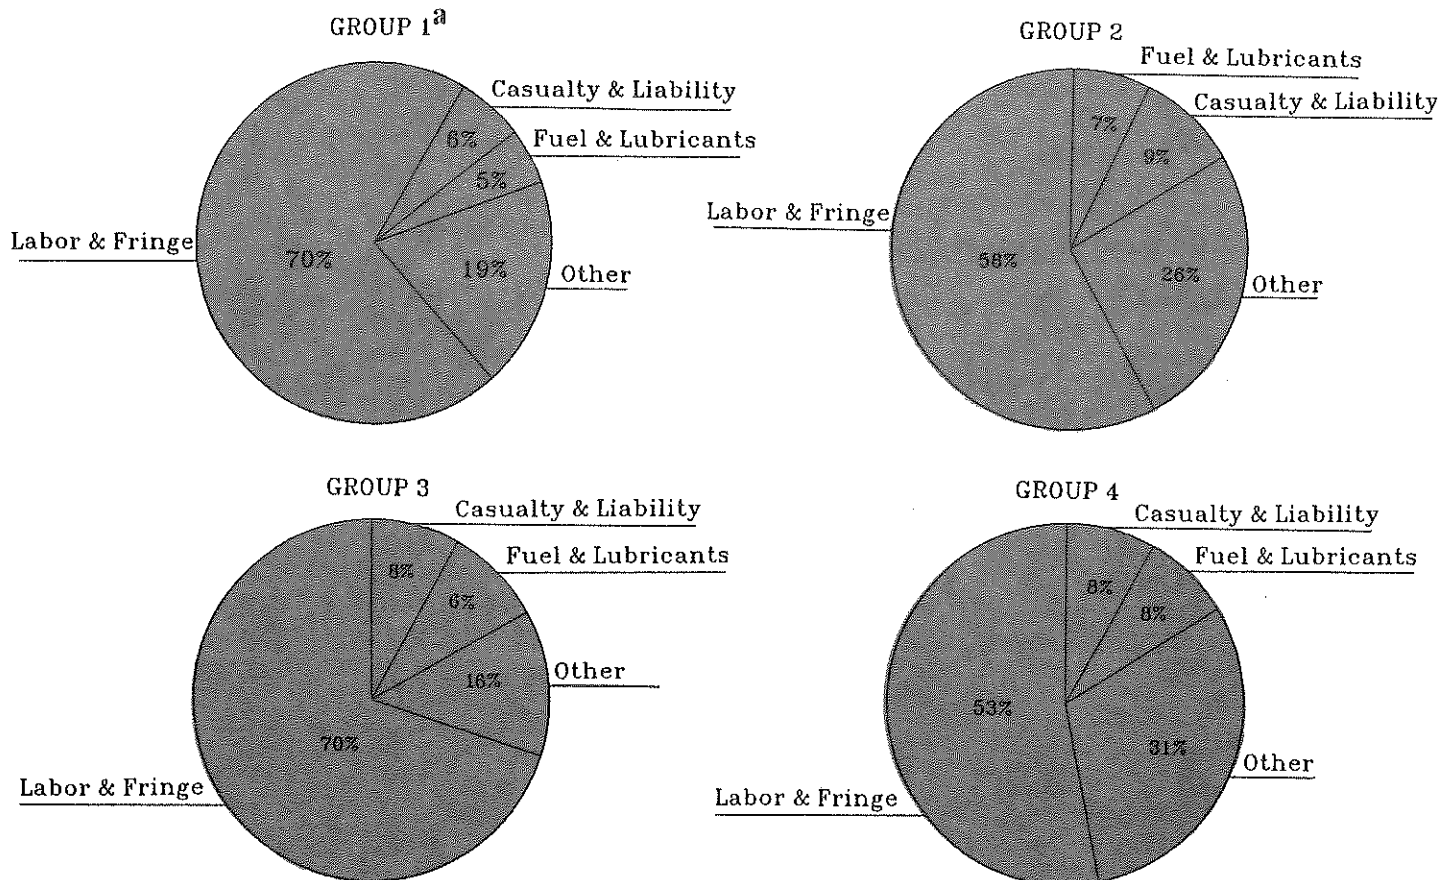 GROUP 1a
Casualty & Liability
6%
Fuel & Lubricants
5%
Labor & Fringe
70%
19%
Other
GROUP 2
Fuel & Lubricants
7%
Casualty & Liability
9%
Labor & Fringe
58%
26%
Other
GROUP 3
Casualty & Liability
8%
Fuel & Lubricants
6%
Other
16%
70%
Labor & Fringe
GROUP 4
Casualty & Liability
8%
Fuel & Lubricants
8%
53%
31%
Other
Labor & Fringe